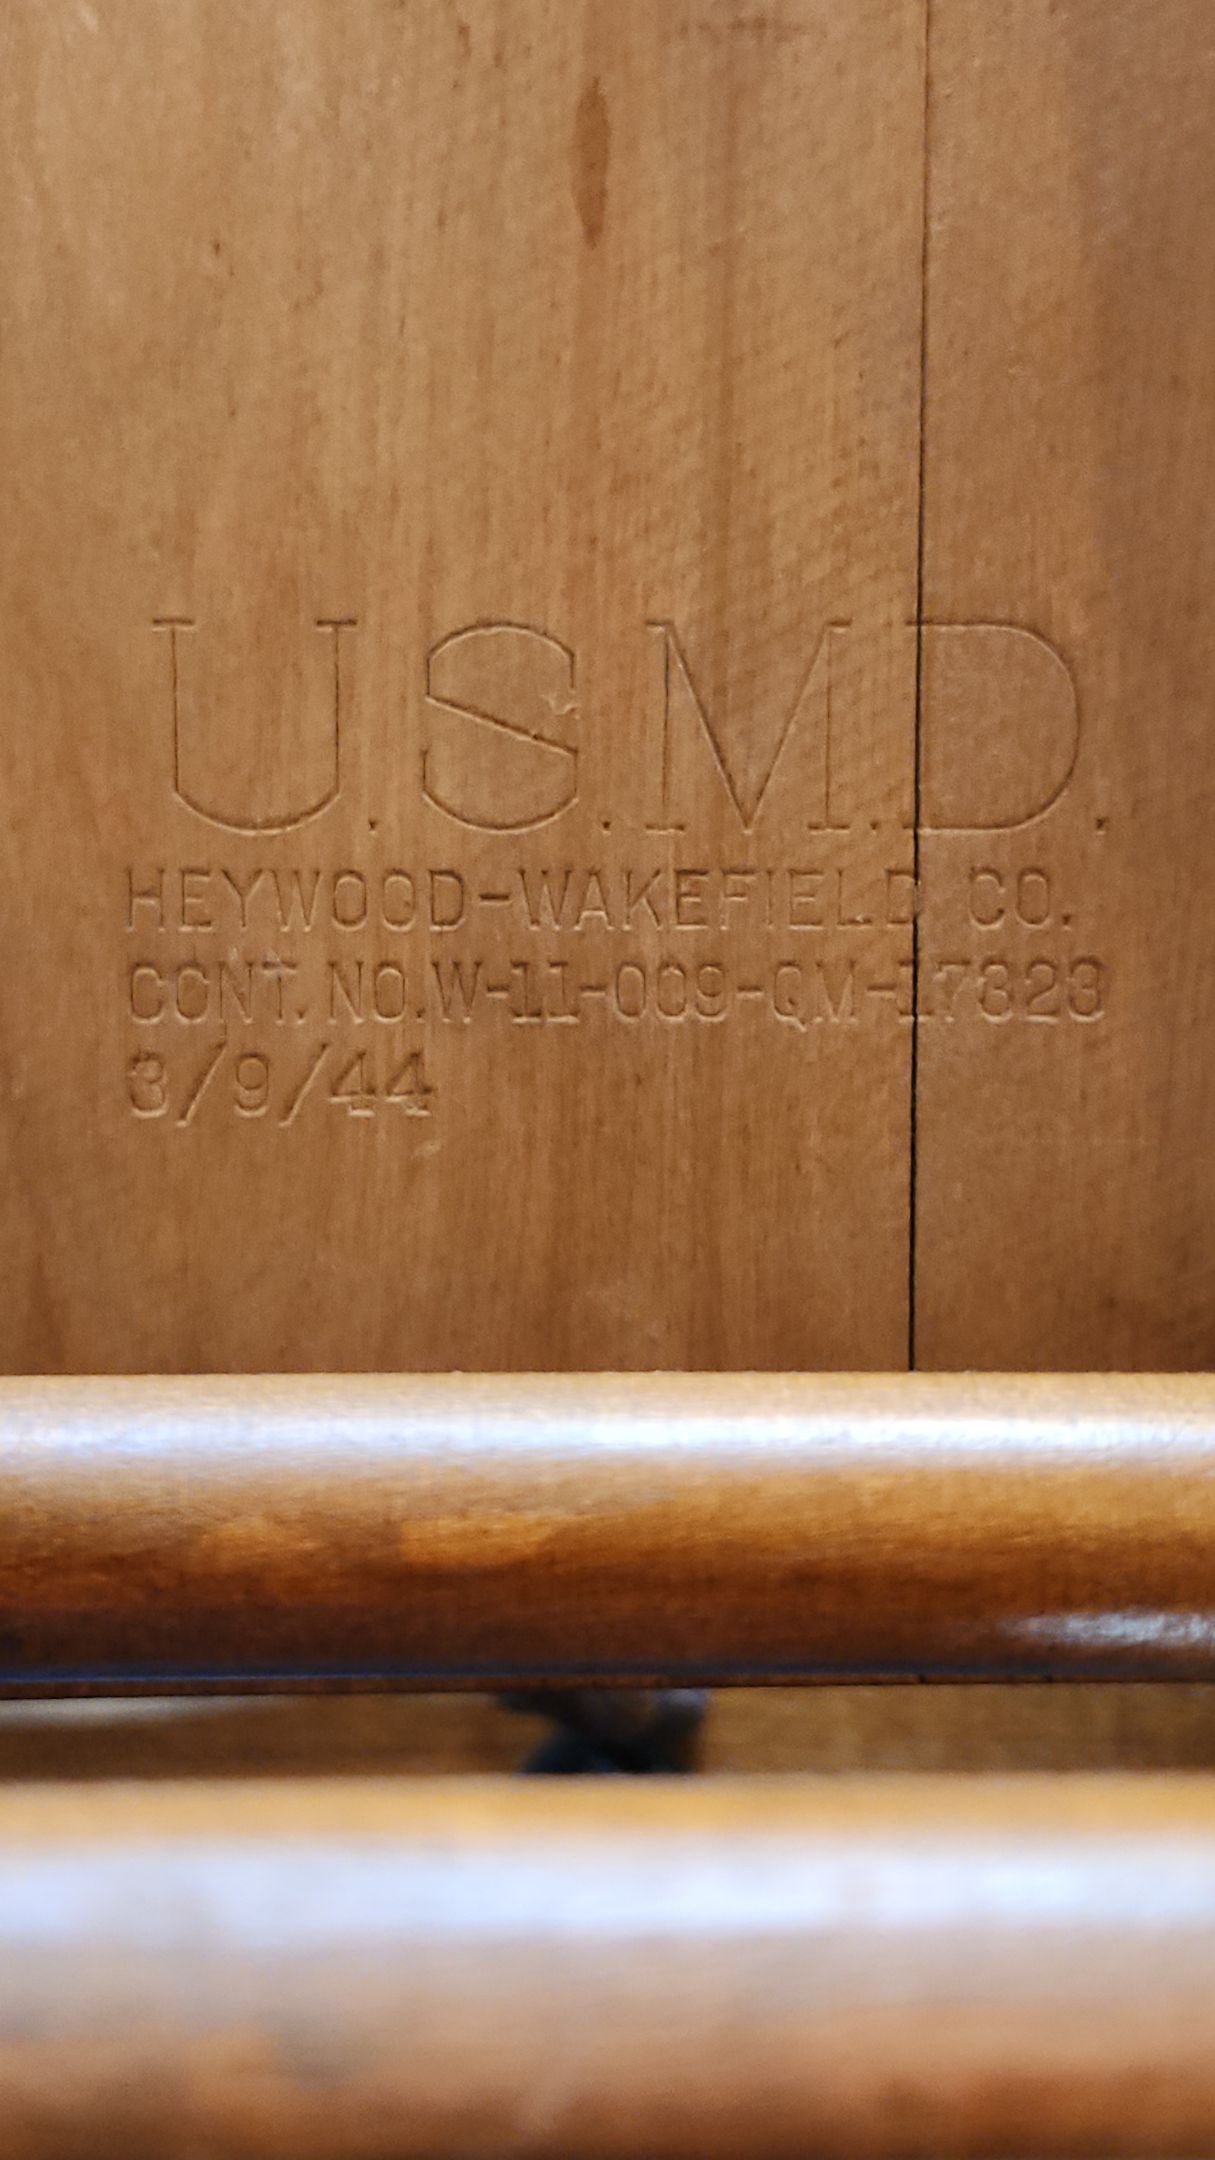 U.S.M.D.
HEYWOOD-WAKEFIELD CO.
CONT. NO. W-11-009-QM-17323
3/9/44